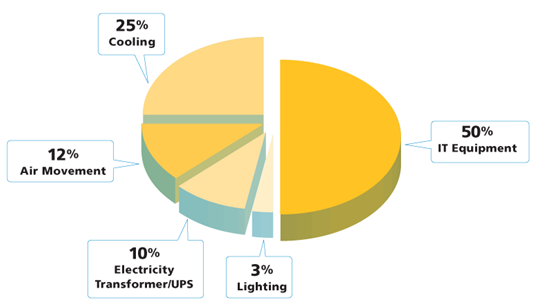 25%
Cooling
50%
IT Equipment
12%
Air Movement
10%
Electricity
Transformer/UPS
3%
Lighting